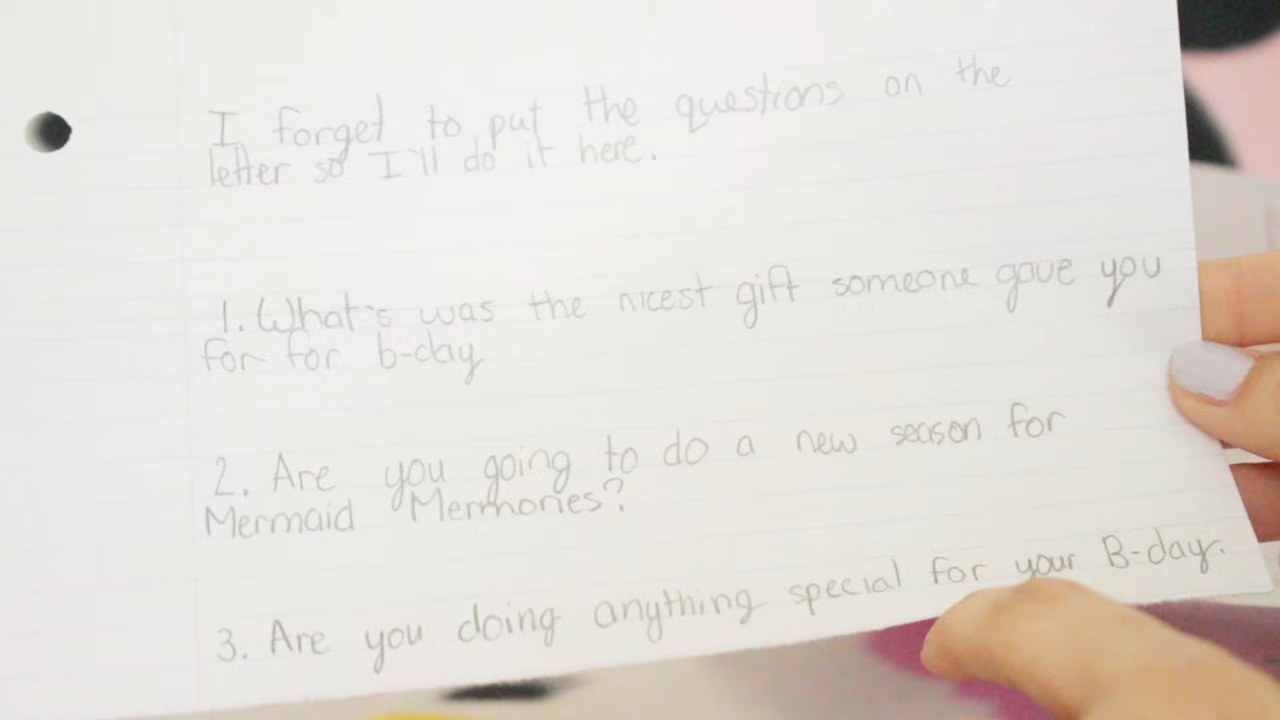 I forget to put the questions on the
letter so I'll do it here.
1. What's was the nicest gift someone gave you
for for b-day
2. Are you going to do a new season for
Mermaid Mermories?
3. Are you doing anything special for your B-day.